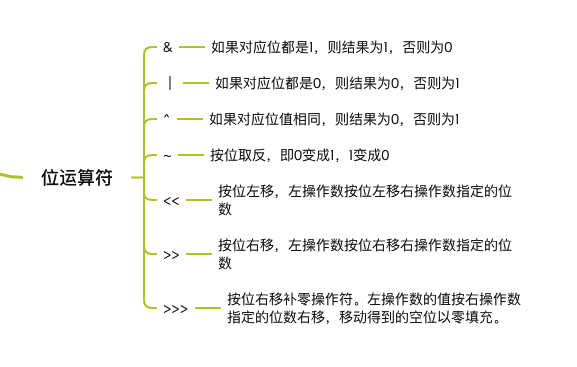 位运算符
& 如果对应位都是1，则结果为1，否则为0
| 如果对应位都是0，则结果为0，否则为1
^ 如果对应位值相同，则结果为0，否则为1
~ 按位取反，即0变成1，1变成0
<< 按位左移，左操作数按位左移右操作数指定的位
数
>> 按位右移，左操作数按位右移右操作数指定的位
数
>>> 按位右移补零操作符。左操作数的值按右操作数
指定的位数右移，移动得到的空位以零填充。